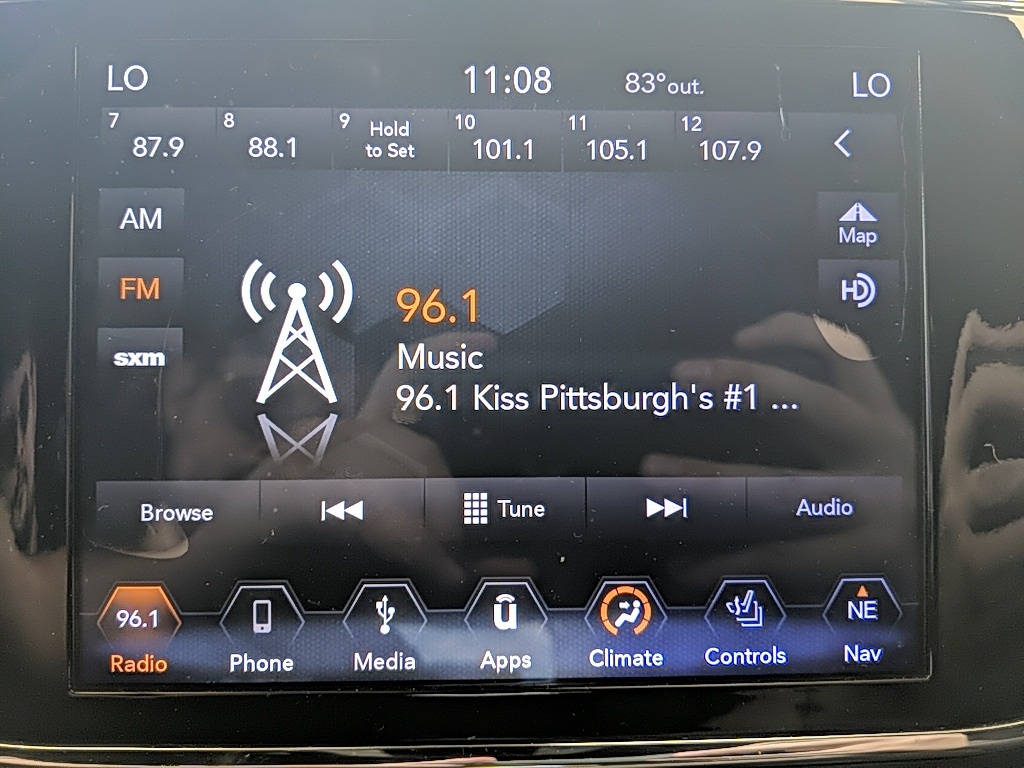 LO 11:08 83°out. LO
7 8 9 10 11 12
87.9 88.1 Hold to Set 101.1 105.1 107.9
AM
Map
FM
HD
96.1
sxm
Music
96.1 Kiss Pittsburgh's #1 ...
Browse Tune Audio
96.1 NE
Radio Phone Media Apps Climate Controls Nav